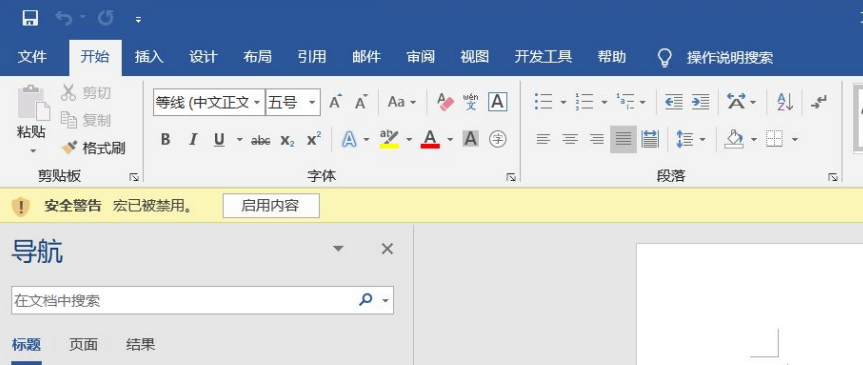 文件 开始 插入 设计 布局 引用 邮件 审阅 视图 开发工具 帮助 操作说明搜索
剪切
复制
粘贴
格式刷
剪贴板
等线 (中文正文 五号 A A Aa wén 文 A
B I U abc X₂ X² A aby A A 字
字体
段落
安全警告 宏已被禁用。 启用内容
导航
在文档中搜索
标题 页面 结果